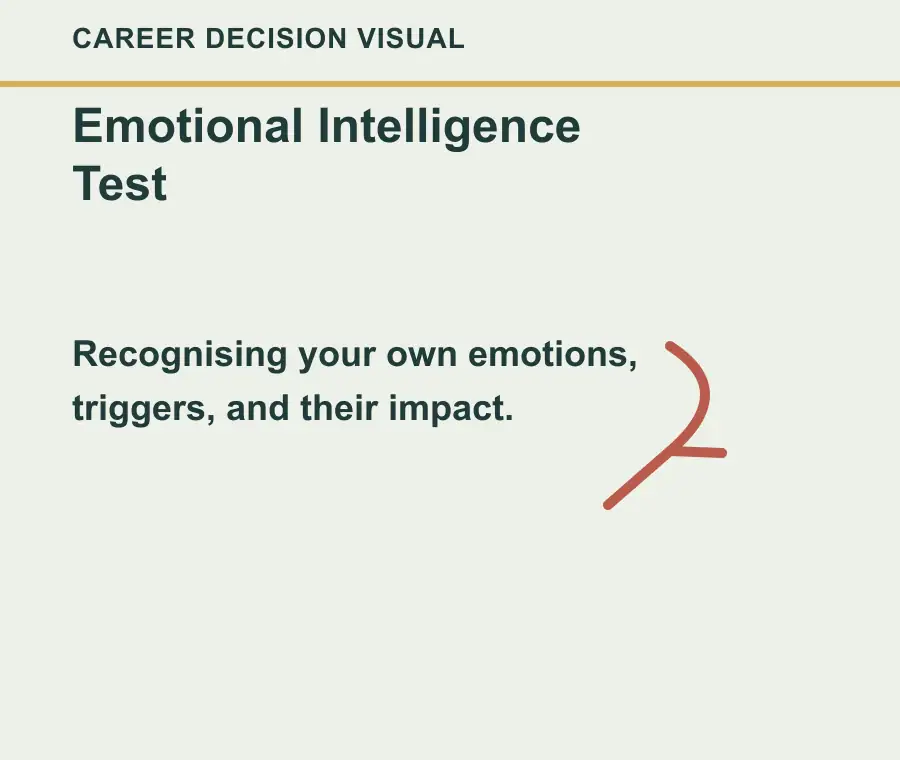 CAREER DECISION VISUAL
Emotional Intelligence
Test
Recognising your own emotions,
triggers, and their impact.